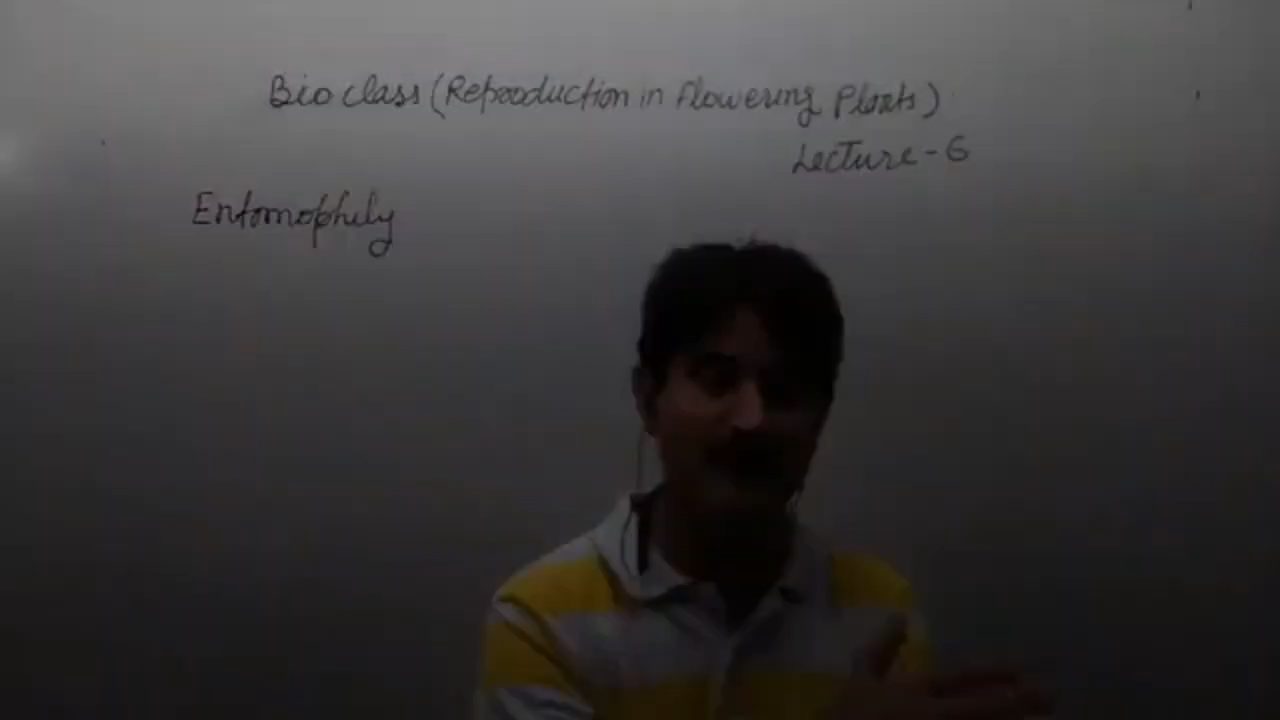 Bio class (Reproduction in flowering Plants)
Lecture - 6
Entomophily